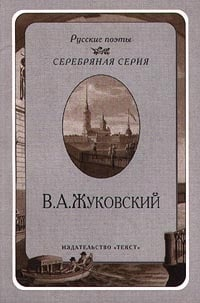 Русские поэты
СЕРЕБРЯНАЯ СЕРИЯ
В.А.ЖУКОВСКИЙ
ИЗДАТЕЛЬСТВО «ТЕКСТ»